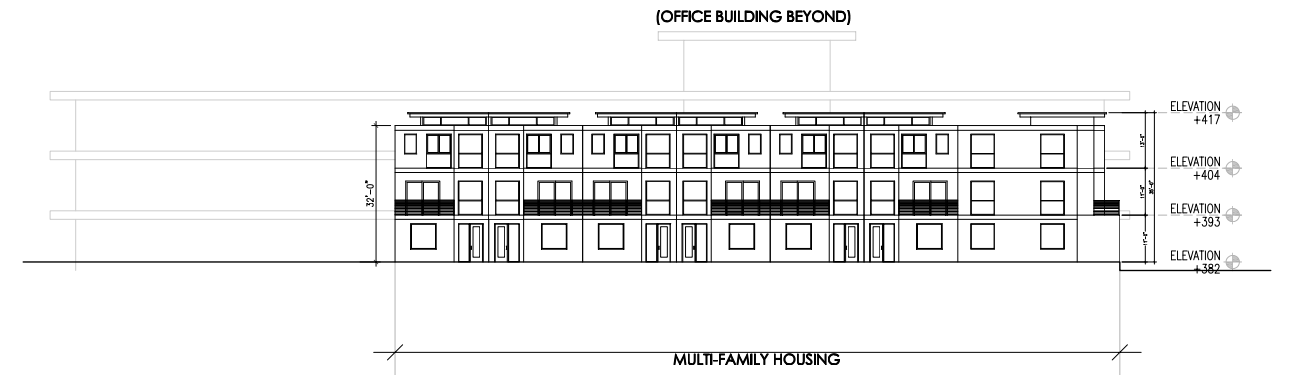 (OFFICE BUILDING BEYOND)
ELEVATION
+417
ELEVATION
+404
32'-0"
ELEVATION
+393
ELEVATION
+382
MULTI-FAMILY HOUSING